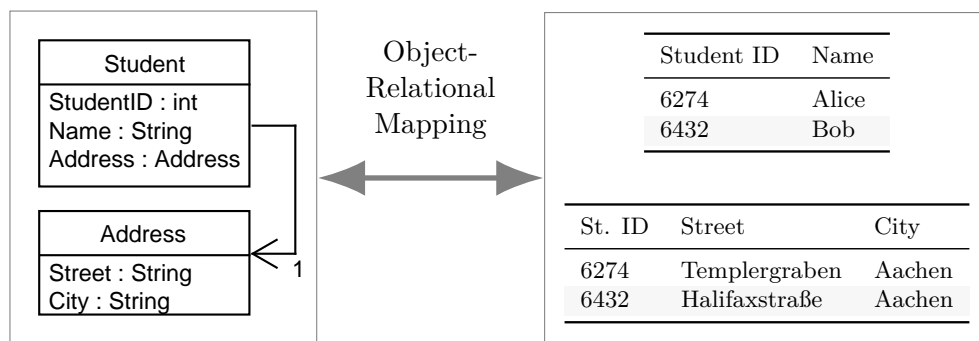 Student
StudentID : int
Name : String
Address : Address
Address
Street : String
City : String
1
Object-
Relational
Mapping
Student ID Name
6274 Alice
6432 Bob
St. ID Street City
6274 Templergraben Aachen
6432 Halifaxstraße Aachen